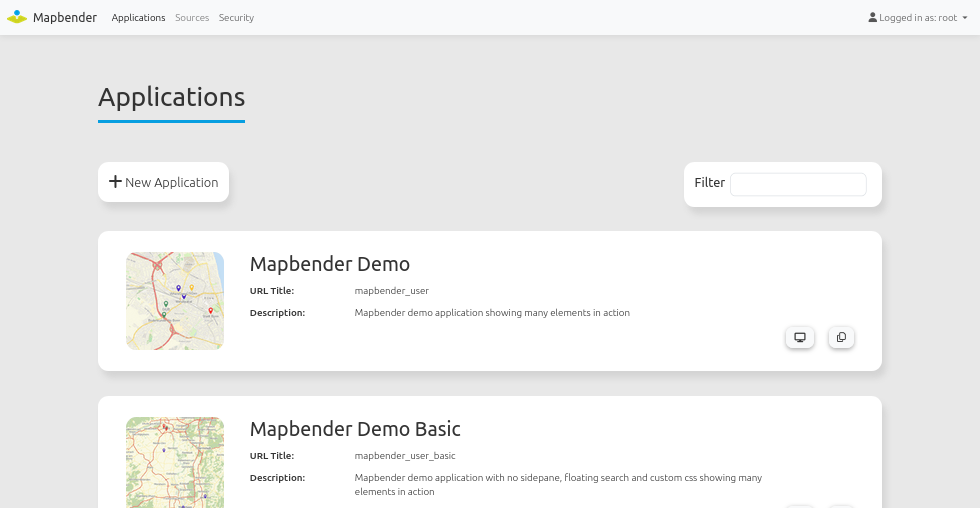 Mapbender Applications Sources Security Logged in as: root
Applications
New Application Filter
Mapbender Demo
URL Title: mapbender_user
Description: Mapbender demo application showing many elements in action
Mapbender Demo Basic
URL Title: mapbender_user_basic
Description: Mapbender demo application with no sidepane, floating search and custom css showing many
elements in action